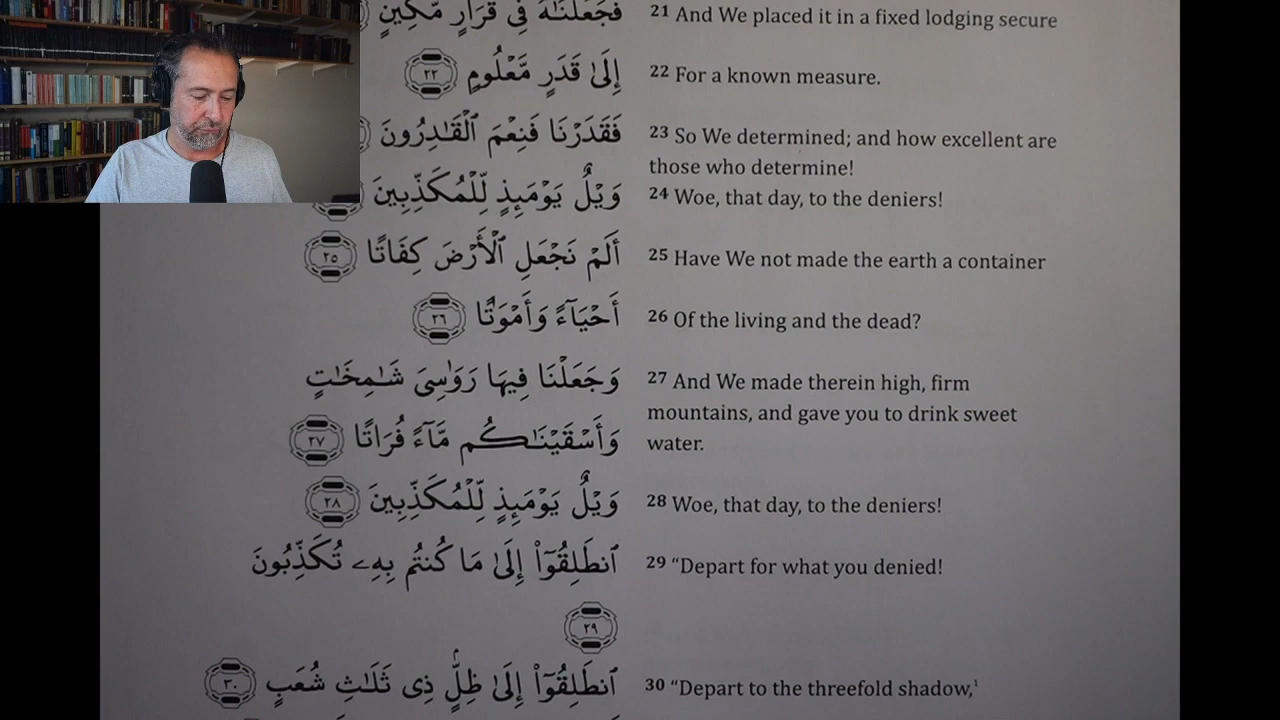 فَجَعَلْنَـٰهُ فِى قَرَارٍ مَّكِينٍ
21 And We placed it in a fixed lodging secure
إِلَىٰ قَدَرٍ مَّعْلُومٍ ٢٢
22 For a known measure.
فَقَدَرْنَا فَنِعْمَ ٱلْقَـٰدِرُونَ
23 So We determined; and how excellent are
those who determine!
وَيْلٌ يَوْمَئِذٍ لِّلْمُكَذِّبِينَ
24 Woe, that day, to the deniers!
أَلَمْ نَجْعَلِ ٱلْأَرْضَ كِفَاتًا ٢٥
25 Have We not made the earth a container
أَحْيَآءً وَأَمْوَٰتًا ٢٦
26 Of the living and the dead?
وَجَعَلْنَا فِيهَا رَوَٰسِىَ شَـٰمِخَـٰتٍ
وَأَسْقَيْنَـٰكُم مَّآءً فُرَاتًا ٢٧
27 And We made therein high, firm
mountains, and gave you to drink sweet
water.
وَيْلٌ يَوْمَئِذٍ لِّلْمُكَذِّبِينَ ٢٨
28 Woe, that day, to the deniers!
ٱنطَلِقُوٓا۟ إِلَىٰ مَا كُنتُم بِهِۦ تُكَذِّبُونَ
٢٩
29 “Depart for what you denied!
ٱنطَلِقُوٓا۟ إِلَىٰ ظِلٍّ ذِى ثَلَـٰثِ شُعَبٍ ٣٠
30 “Depart to the threefold shadow,¹